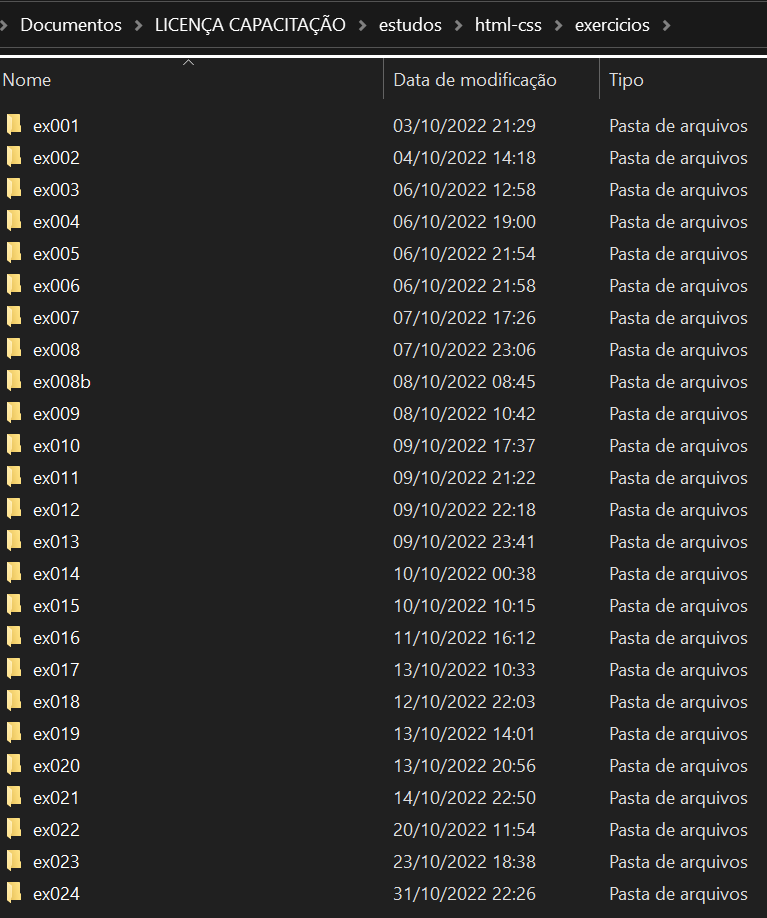 Documentos > LICENÇA CAPACITAÇÃO > estudos > html-css > exercicios >
Nome Data de modificação Tipo
ex001 03/10/2022 21:29 Pasta de arquivos
ex002 04/10/2022 14:18 Pasta de arquivos
ex003 06/10/2022 12:58 Pasta de arquivos
ex004 06/10/2022 19:00 Pasta de arquivos
ex005 06/10/2022 21:54 Pasta de arquivos
ex006 06/10/2022 21:58 Pasta de arquivos
ex007 07/10/2022 17:26 Pasta de arquivos
ex008 07/10/2022 23:06 Pasta de arquivos
ex008b 08/10/2022 08:45 Pasta de arquivos
ex009 08/10/2022 10:42 Pasta de arquivos
ex010 09/10/2022 17:37 Pasta de arquivos
ex011 09/10/2022 21:22 Pasta de arquivos
ex012 09/10/2022 22:18 Pasta de arquivos
ex013 09/10/2022 23:41 Pasta de arquivos
ex014 10/10/2022 00:38 Pasta de arquivos
ex015 10/10/2022 10:15 Pasta de arquivos
ex016 11/10/2022 16:12 Pasta de arquivos
ex017 13/10/2022 10:33 Pasta de arquivos
ex018 12/10/2022 22:03 Pasta de arquivos
ex019 13/10/2022 14:01 Pasta de arquivos
ex020 13/10/2022 20:56 Pasta de arquivos
ex021 14/10/2022 22:50 Pasta de arquivos
ex022 20/10/2022 11:54 Pasta de arquivos
ex023 23/10/2022 18:38 Pasta de arquivos
ex024 31/10/2022 22:26 Pasta de arquivos